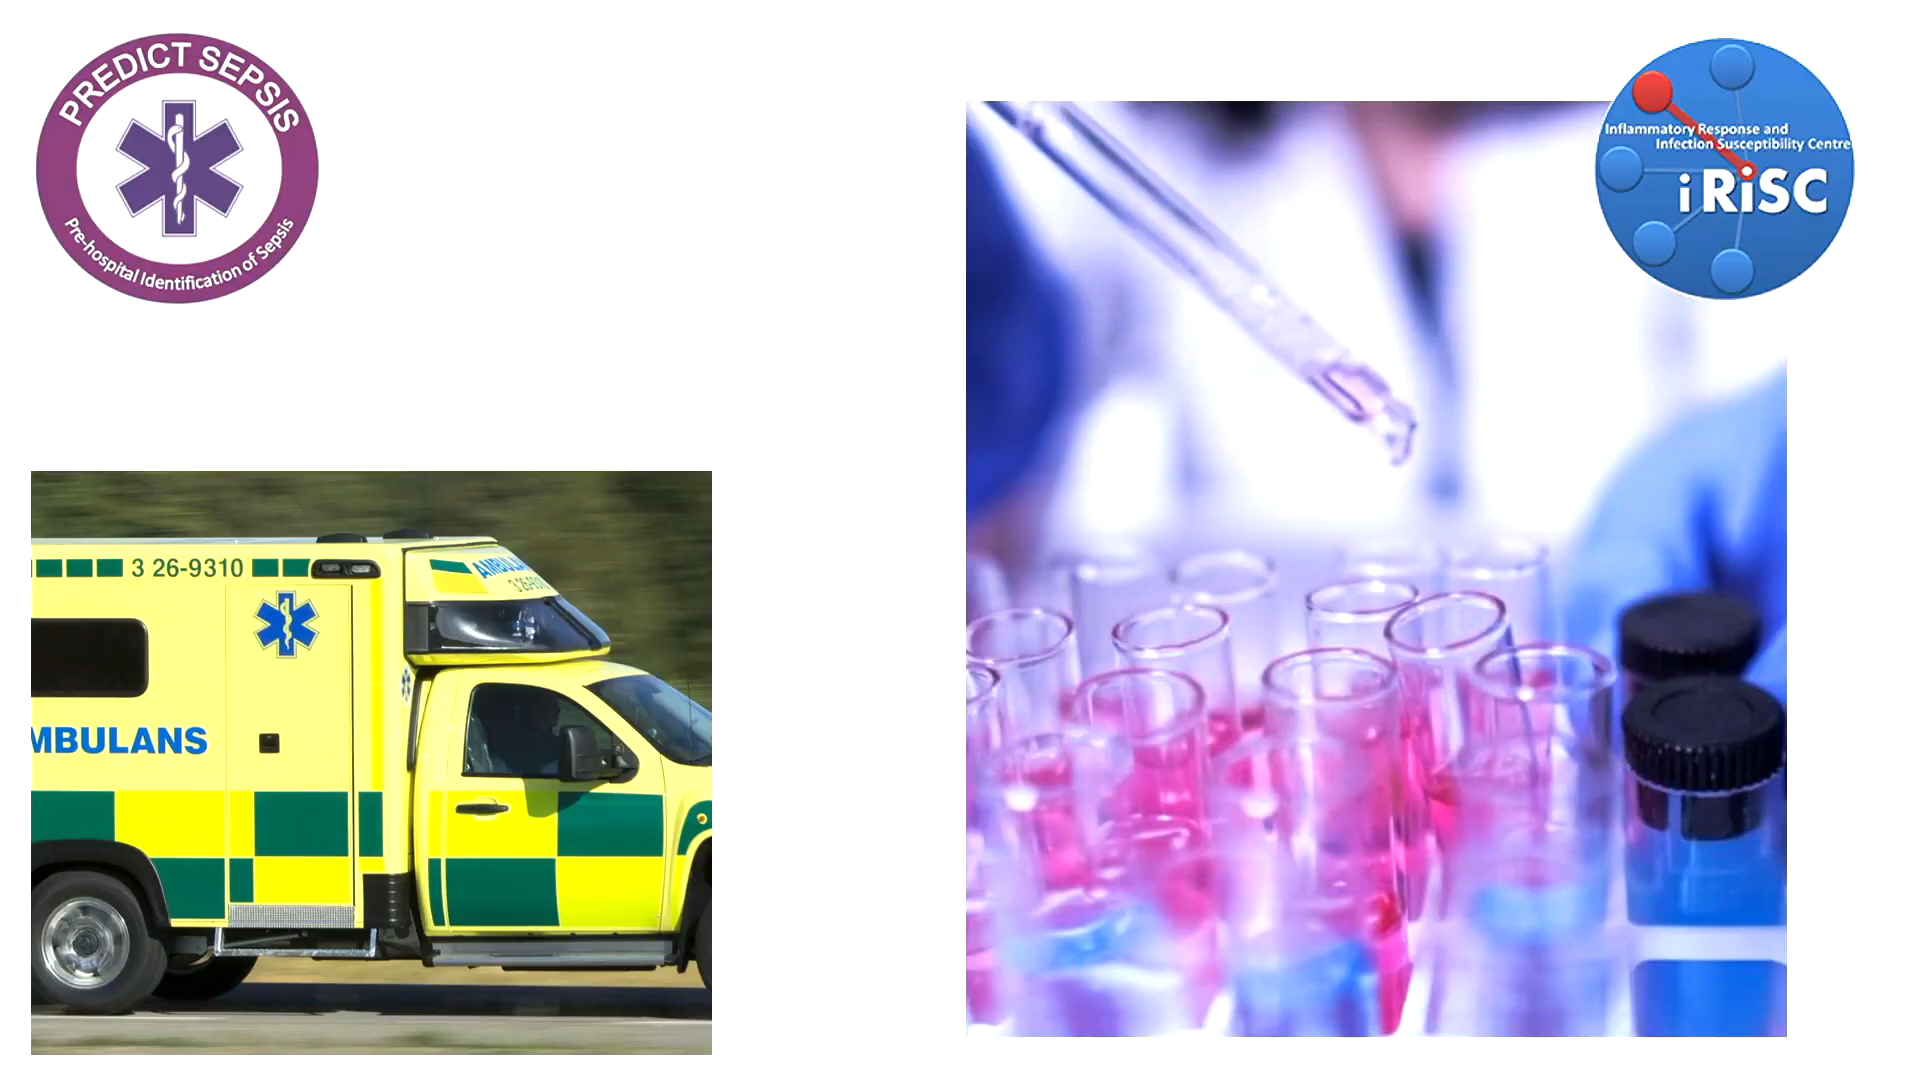 PREDICT SEPSIS
Pre-hospital Identification of Sepsis
Inflammatory Response and
Infection Susceptibility Centre
iRiSC
3 26-9310
MBULANS